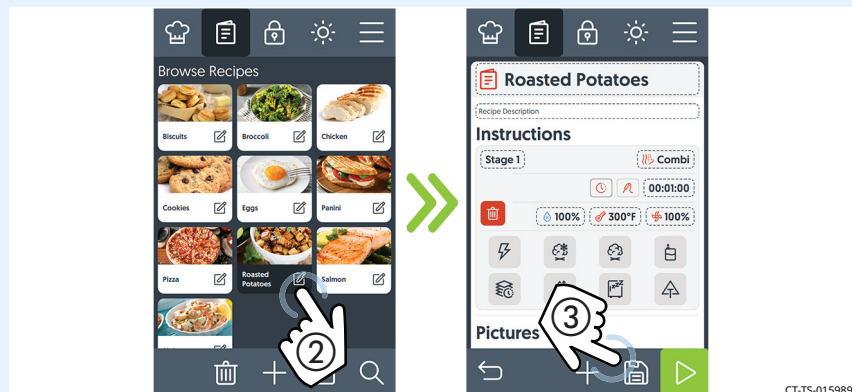 Browse Recipes
Biscuits
Broccoli
Chicken
Cookies
Eggs
Panini
Pizza
Roasted
Potatoes
Salmon
2
Roasted Potatoes
Recipe Description
Instructions
Stage 1
Combi
00:01:00
100%
300°F
100%
zzZ
Pictures
3
CT-TS-015989